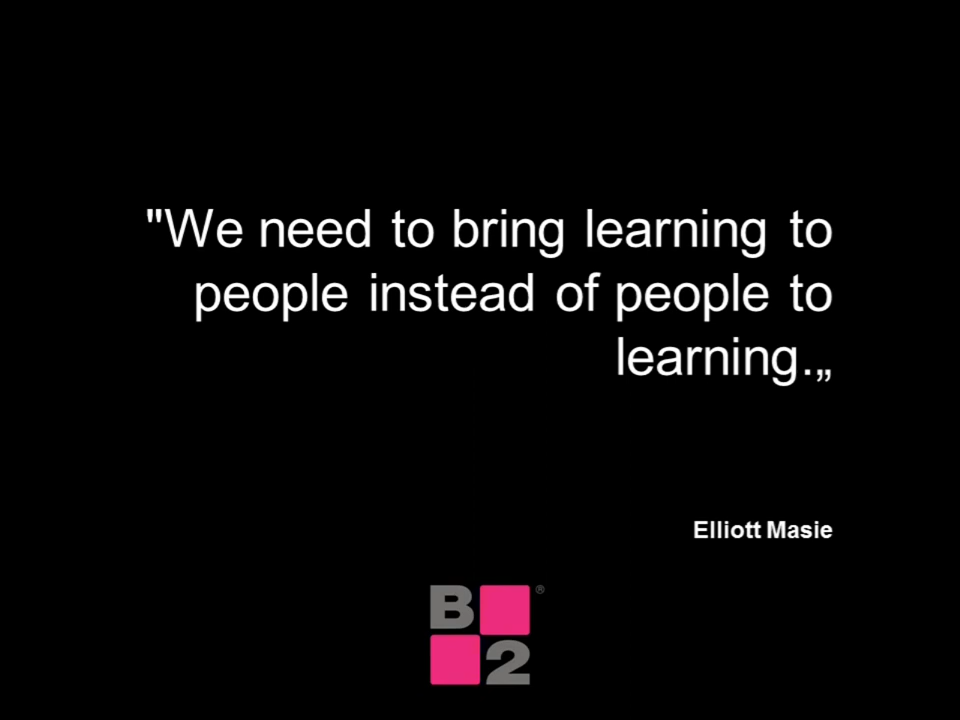 "We need to bring learning to
people instead of people to
learning.„
Elliott Masie
B ®
2